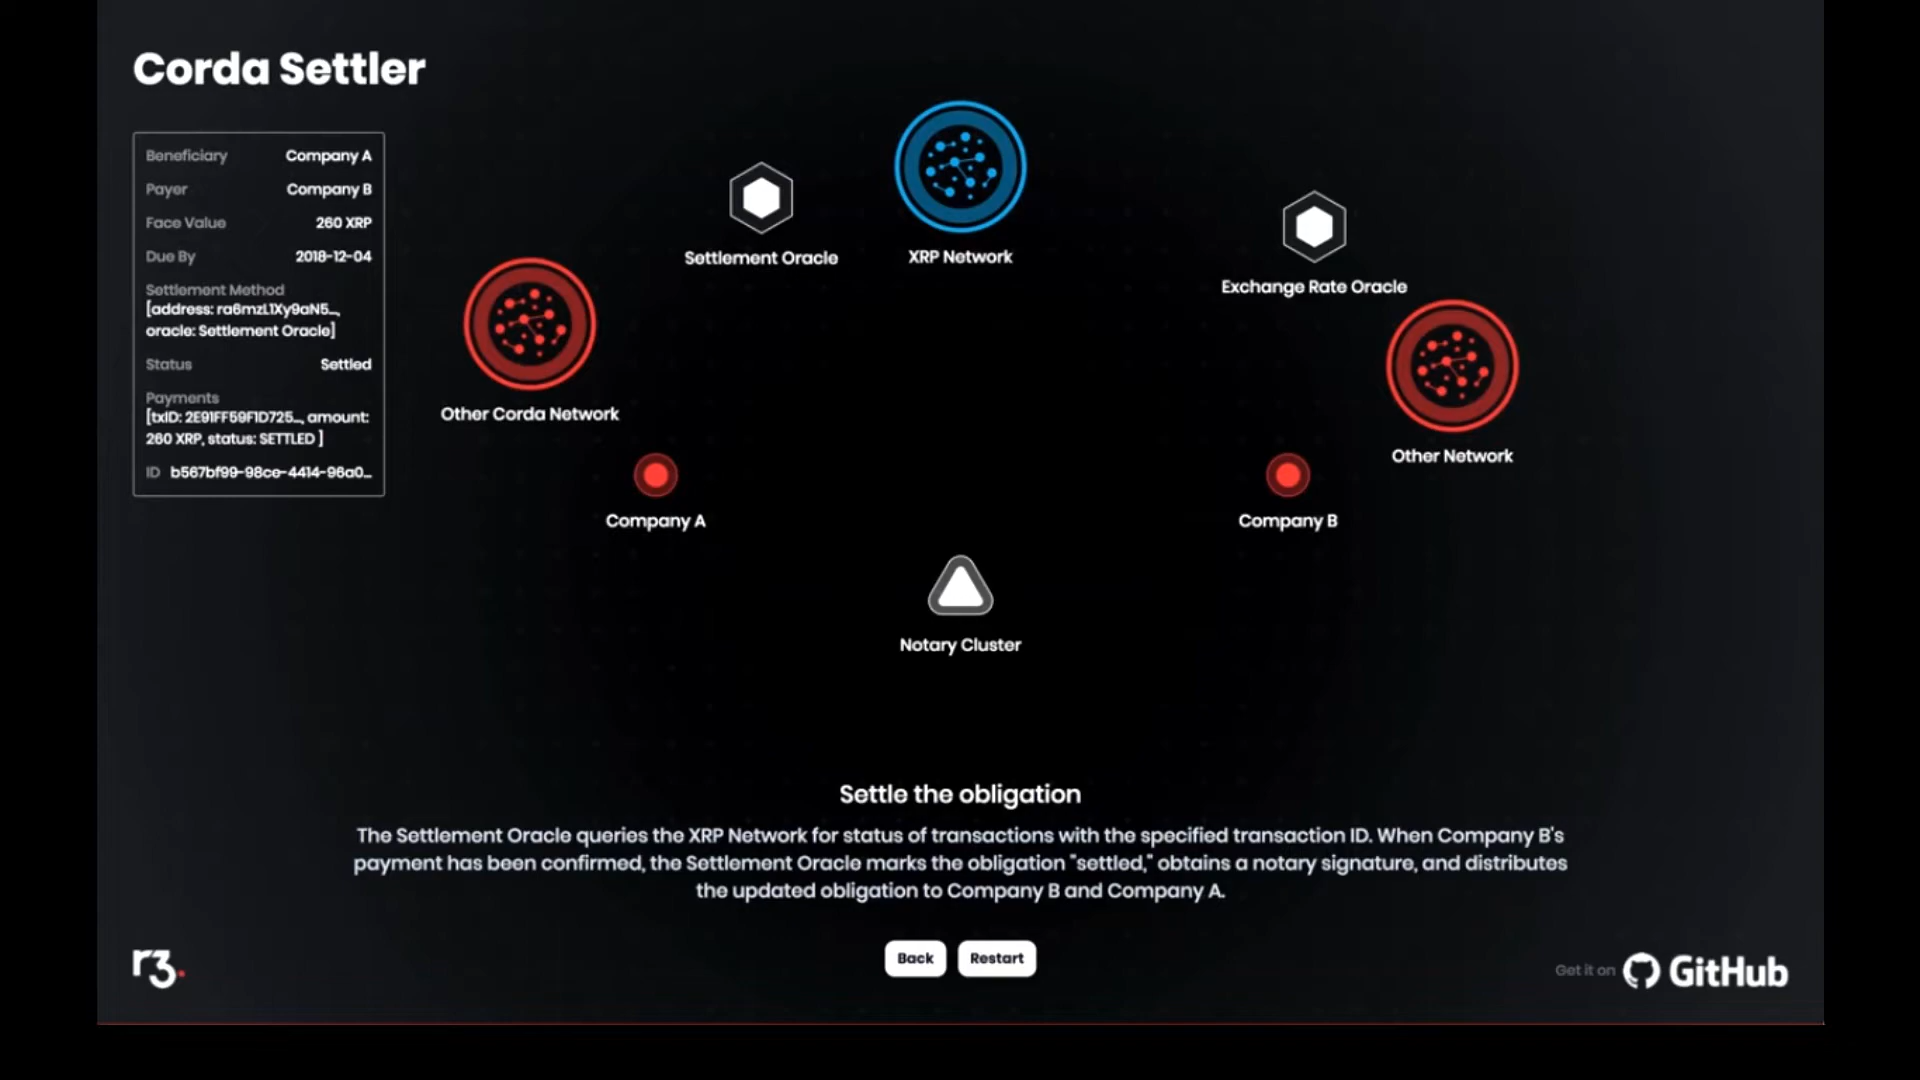 Corda Settler
Beneficiary Company A
Payer Company B
Face Value 260 XRP
Due By 2018-12-04
Settlement Method
[address: ra6mzL1Xy9aN5...,
oracle: Settlement Oracle]
Status Settled
Payments
[txID: 2E91FF59F1D725..., amount:
260 XRP, status: SETTLED ]
ID b567bf99-98ce-4414-96a0...
Settlement Oracle
XRP Network
Exchange Rate Oracle
Other Corda Network
Other Network
Company A
Company B
Notary Cluster
Settle the obligation
The Settlement Oracle queries the XRP Network for status of transactions with the specified transaction ID. When Company B's
payment has been confirmed, the Settlement Oracle marks the obligation "settled," obtains a notary signature, and distributes
the updated obligation to Company B and Company A.
Back
Restart
r3.
Get it on GitHub